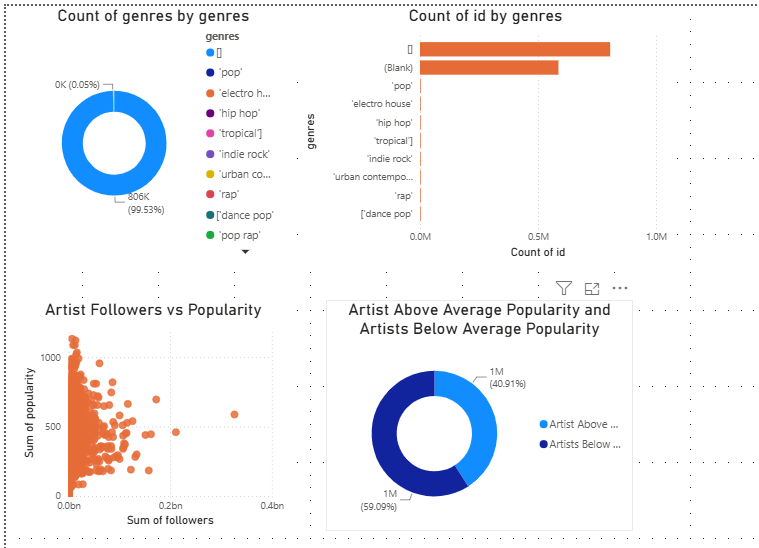 Count of genres by genres
genres
[]
'pop'
'electro h...
'hip hop'
'tropical']
'indie rock'
'urban co...
'rap'
['dance pop'
'pop rap'
0K (0.05%)
806K
(99.53%)
Count of id by genres
genres
[]
(Blank)
'pop'
'electro house'
'hip hop'
'tropical']
'indie rock'
'urban contempo...
'rap'
['dance pop'
0.0M
0.5M
1.0M
Count of id
Artist Followers vs Popularity
Sum of popularity
1000
500
0
0.0bn
0.2bn
0.4bn
Sum of followers
Artist Above Average Popularity and
Artists Below Average Popularity
1M
(40.91%)
1M
(59.09%)
Artist Above ...
Artists Below ...